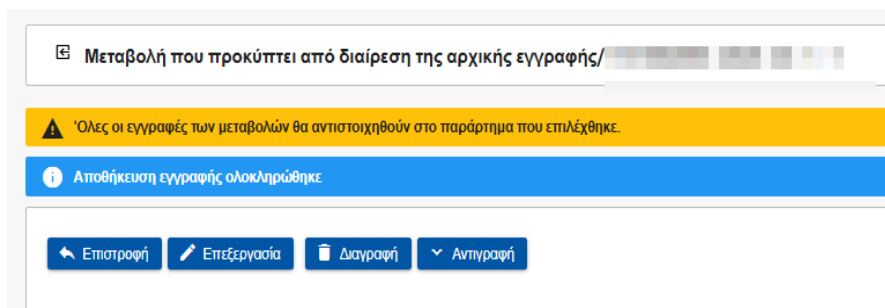 Μεταβολή που προκύπτει από διαίρεση της αρχικής εγγραφής/
'Ολες οι εγγραφές των μεταβολών θα αντιστοιχηθούν στο παράρτημα που επιλέχθηκε.
Αποθήκευση εγγραφής ολοκληρώθηκε
Επιστροφή Επεξεργασία Διαγραφή Αντιγραφή